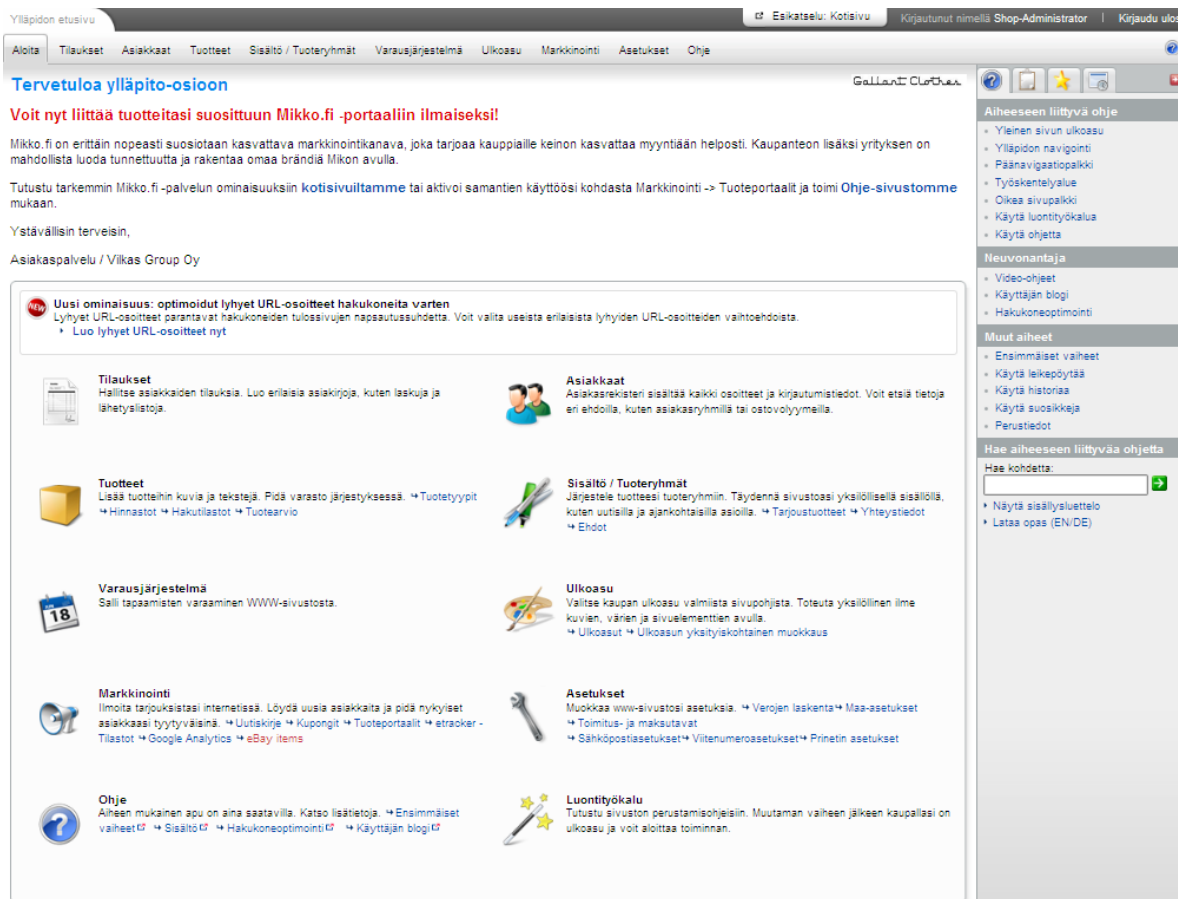 Ylläpidon etusivu
Esikatselu: Kotisivu
Kirjautunut nimellä Shop-Administrator | Kirjaudu ulos
Aloita Tilaukset Asiakkaat Tuotteet Sisältö / Tuoteryhmät Varausjärjestelmä Ulkoasu Markkinointi Asetukset Ohje
Tervetuloa ylläpito-osioon
Gallant Clothes
Voit nyt liittää tuotteitasi suosittuun Mikko.fi -portaaliin ilmaiseksi!
Mikko.fi on erittäin nopeasti suosiotaan kasvattava markkinointikanava, joka tarjoaa kauppiaille keinon kasvattaa myyntiään helposti. Kaupanteon lisäksi yrityksen on
mahdollista luoda tunnettuutta ja rakentaa omaa brändiä Mikon avulla.
Tutustu tarkemmin Mikko.fi -palvelun ominaisuuksiin kotisivuiltamme tai aktivoi samantien käyttöösi kohdasta Markkinointi -> Tuoteportaalit ja toimi Ohje-sivustomme
mukaan.
Ystävällisin terveisin,
Asiakaspalvelu / Vilkas Group Oy
NEW
Uusi ominaisuus: optimoidut lyhyet URL-osoitteet hakukoneita varten
Lyhyet URL-osoitteet parantavat hakukoneiden tulossivujen napsautussuhdetta. Voit valita useista erilaisista lyhyiden URL-osoitteiden vaihtoehdoista.
Luo lyhyet URL-osoitteet nyt
Tilaukset
Hallitse asiakkaiden tilauksia. Luo erilaisia asiakirjoja, kuten laskuja ja
lähetyslistoja.
Asiakkaat
Asiakasrekisteri sisältää kaikki osoitteet ja kirjautumistiedot. Voit etsiä tietoja
eri ehdoilla, kuten asiakasryhmillä tai ostovolyymeilla.
Tuotteet
Lisää tuotteihin kuvia ja tekstejä. Pidä varasto järjestyksessä. Tuotetyypit
Hinnastot Hakutilastot Tuotearvio
Sisältö / Tuoteryhmät
Järjestele tuotteesi tuoteryhmiin. Täydennä sivustoasi yksilöllisellä sisällöllä,
kuten uutisilla ja ajankohtaisilla asioilla. Tarjoustuotteet Yhteystiedot
Ehdot
18
Varausjärjestelmä
Salli tapaamisten varaaminen WWW-sivustosta.
Ulkoasu
Valitse kaupan ulkoasu valmiista sivupohjista. Toteuta yksilöllinen ilme
kuvien, värien ja sivuelementtien avulla.
Ulkoasut Ulkoasun yksityiskohtainen muokkaus
Markkinointi
Ilmoita tarjouksistasi internetissä. Löydä uusia asiakkaita ja pidä nykyiset
asiakkaasi tyytyväisinä. Uutiskirje Kupongit Tuoteportaalit etracker -
Tilastot Google Analytics eBay items
Asetukset
Muokkaa www-sivustosi asetuksia. Verojen laskenta Maa-asetukset
Toimitus- ja maksutavat
Sähköpostiasetukset Viitenumeroasetukset Prinetin asetukset
Ohje
Aiheen mukainen apu on aina saatavilla. Katso lisätietoja. Ensimmäiset
vaiheet Sisältö Hakukoneoptimointi Käyttäjän blogi
Luontityökalu
Tutustu sivuston perustamisohjeisiin. Muutaman vaiheen jälkeen kaupallasi on
ulkoasu ja voit aloittaa toiminnan.
Aiheeseen liittyvä ohje
Yleinen sivun ulkoasu
Ylläpidon navigointi
Päänavigaatiopalkki
Työskentelyalue
Oikea sivupalkki
Käytä luontityökalua
Käytä ohjetta
Neuvonantaja
Video-ohjeet
Käyttäjän blogi
Hakukoneoptimointi
Muut aiheet
Ensimmäiset vaiheet
Käytä leikepöytää
Käytä historiaa
Käytä suosikkeja
Perustiedot
Hae aiheeseen liittyvää ohjetta
Hae kohdetta:
Näytä sisällysluettelo
Lataa opas (EN/DE)